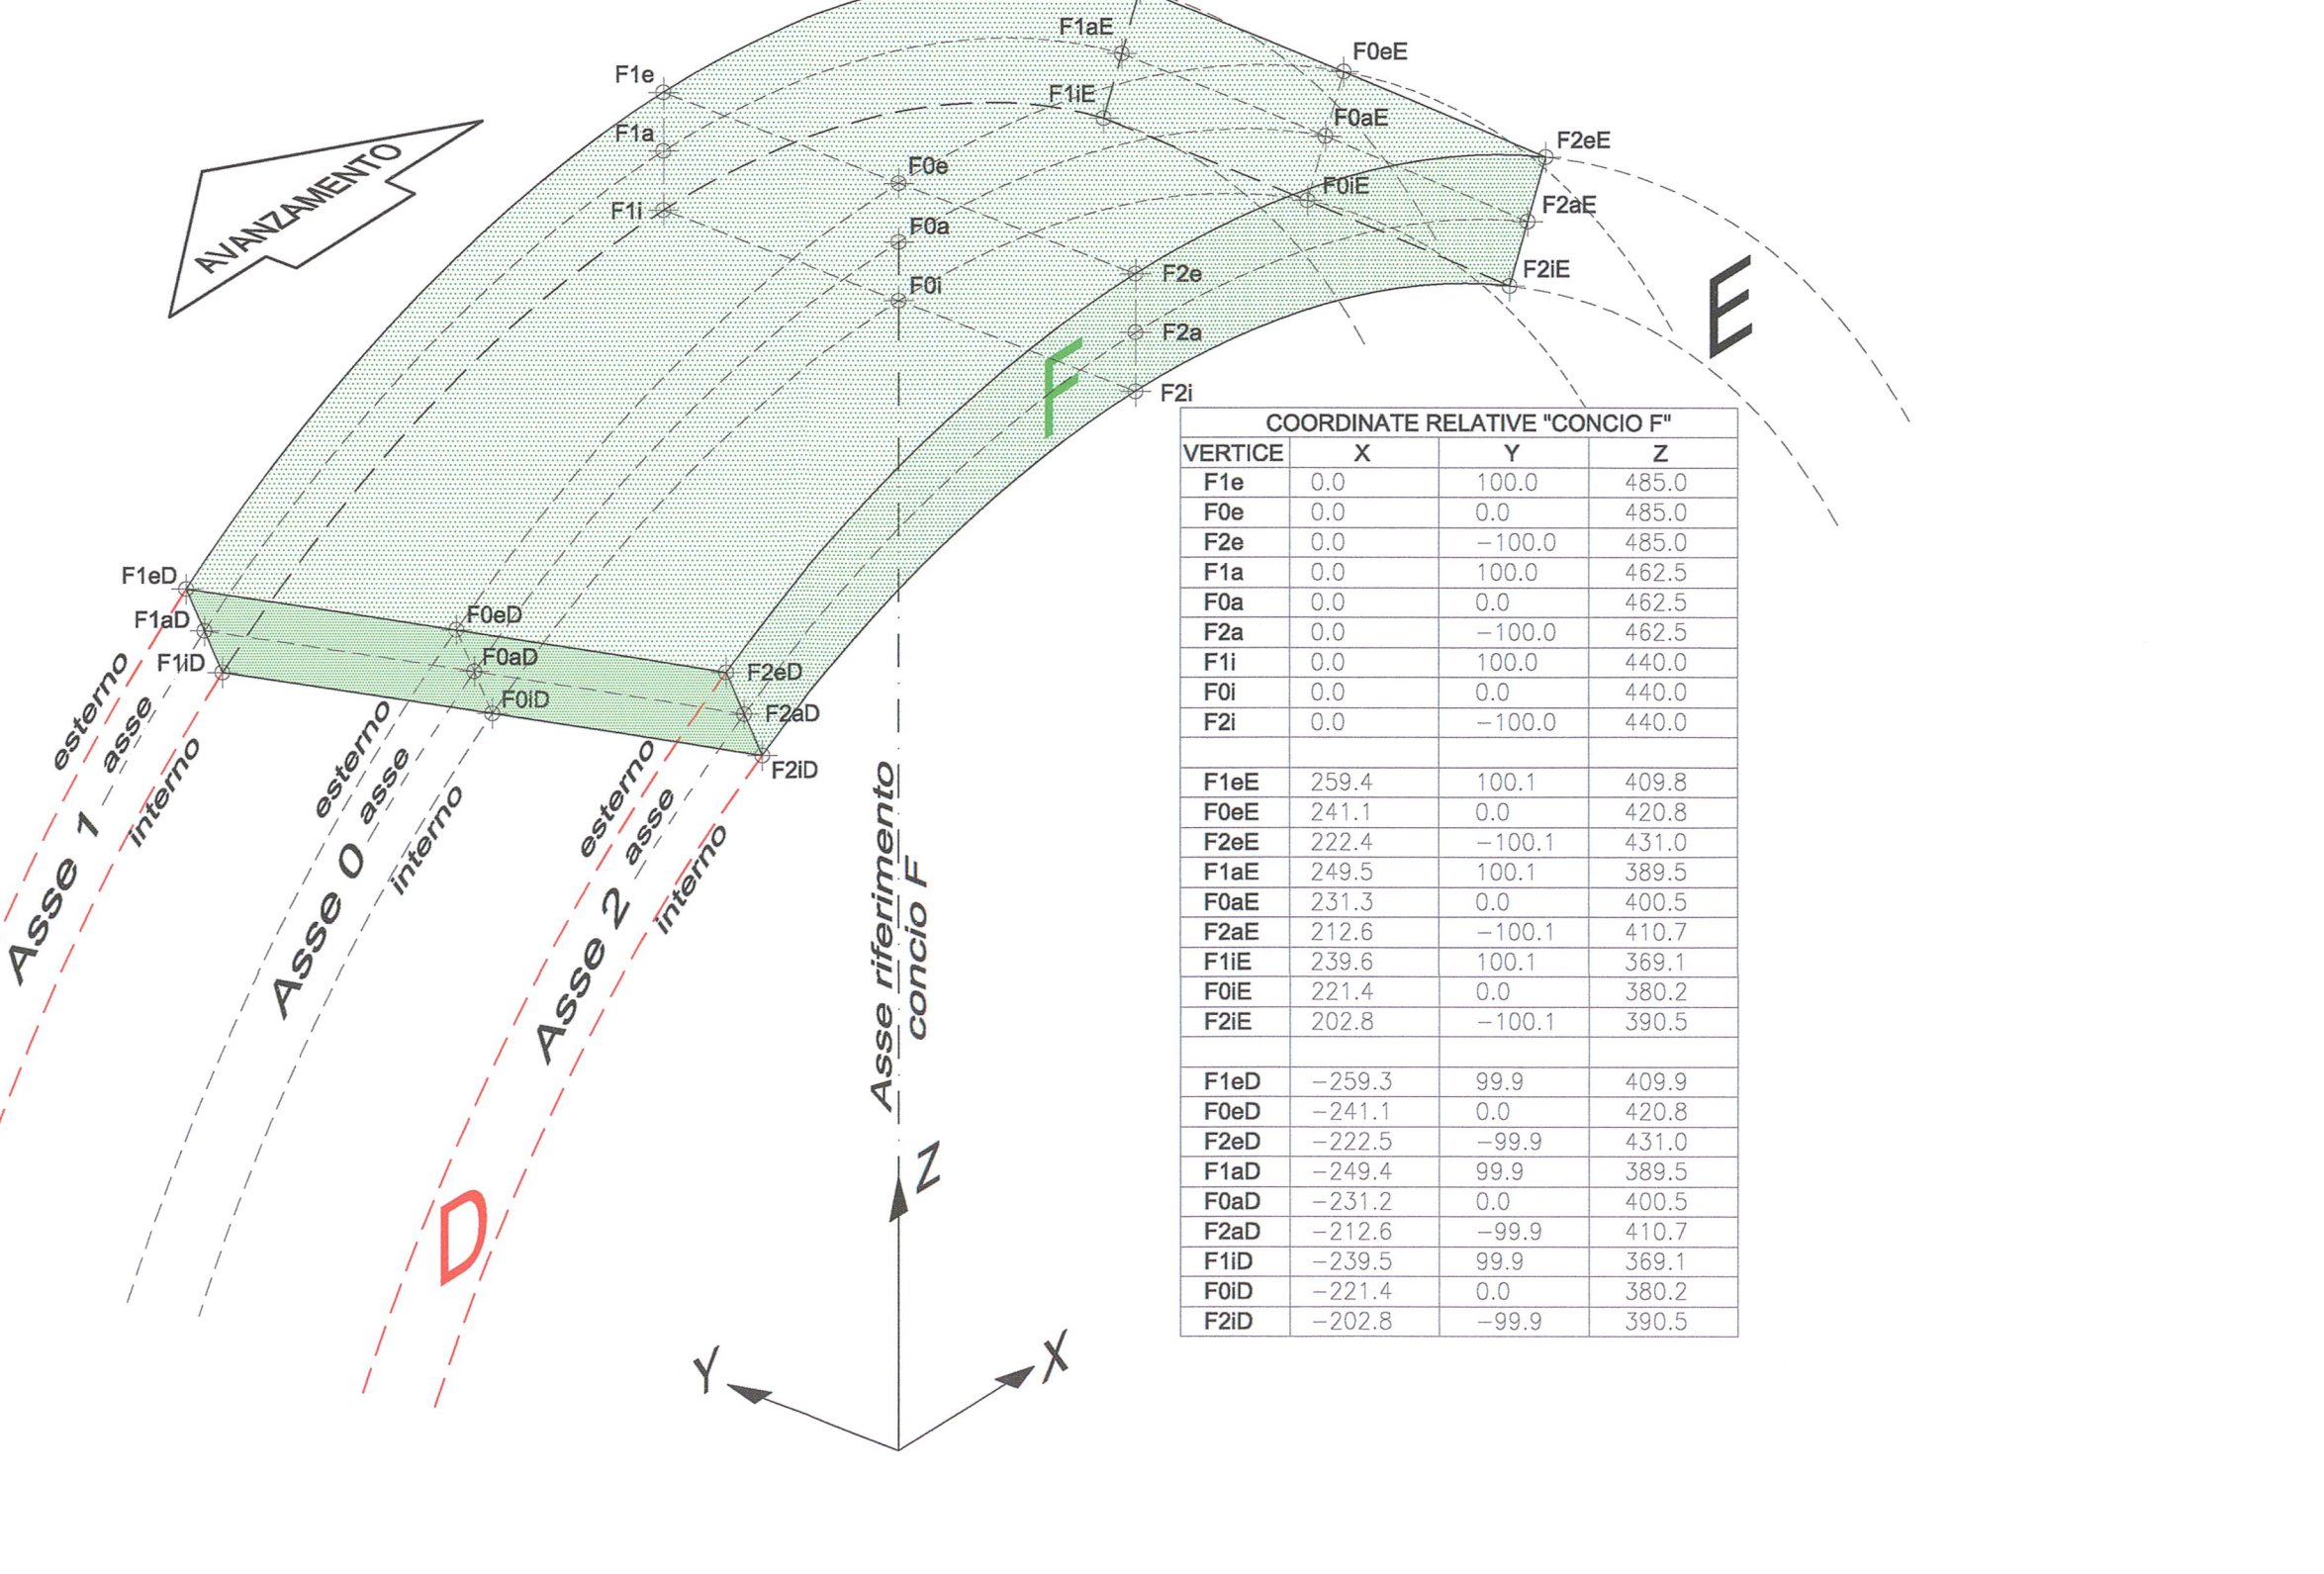 F1aE
F0eE
F1e
F1iE
F0aE
F1a
F2eE
AVANZAMENTO
F0e
F0iE
F1i
F2aE
F0a
F2e
F2iE
F0i
E
F2a
F
F2i
COORDINATE RELATIVE "CONCIO F"
VERTICE X Y Z
F1e 0.0 100.0 485.0
F0e 0.0 0.0 485.0
F2e 0.0 -100.0 485.0
F1a 0.0 100.0 462.5
F0a 0.0 0.0 462.5
F2a 0.0 -100.0 462.5
F1i 0.0 100.0 440.0
F0i 0.0 0.0 440.0
F2i 0.0 -100.0 440.0
F1eE 259.4 100.1 409.8
F0eE 241.1 0.0 420.8
F2eE 222.4 -100.1 431.0
F1aE 249.5 100.1 389.5
F0aE 231.3 0.0 400.5
F2aE 212.6 -100.1 410.7
F1iE 239.6 100.1 369.1
F0iE 221.4 0.0 380.2
F2iE 202.8 -100.1 390.5
F1eD -259.3 99.9 409.9
F0eD -241.1 0.0 420.8
F2eD -222.5 -99.9 431.0
F1aD -249.4 99.9 389.5
F0aD -231.2 0.0 400.5
F2aD -212.6 -99.9 410.7
F1iD -239.5 99.9 369.1
F0iD -221.4 0.0 380.2
F2iD -202.8 -99.9 390.5
F1eD
F1aD
F0eD
F1iD
F0aD
F2eD
F0iD
F2aD
F2iD
esterno
asse
interno
Asse 1
esterno
asse
interno
Asse 0
esterno
asse
interno
Asse 2
Asse riferimento
concio F
D
Z
Y
X